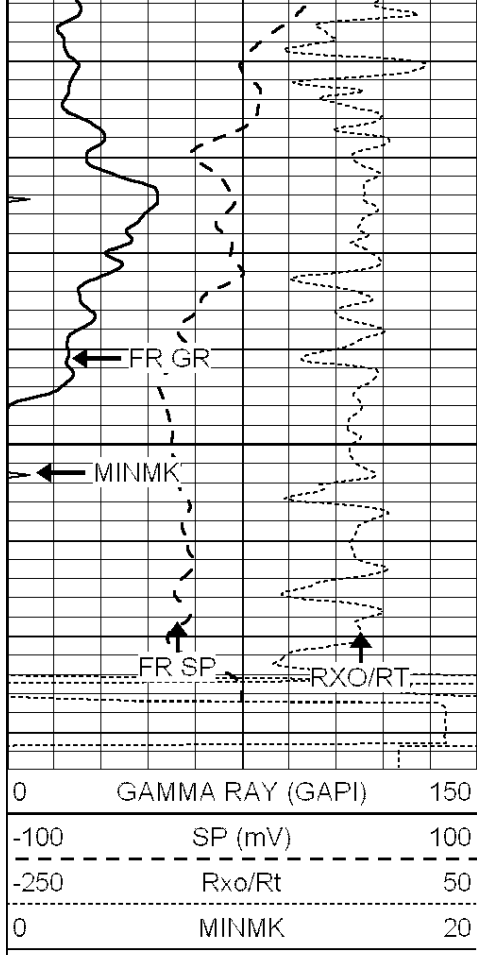 FR GR
MINMK
FR SP
RXO/RT
0 GAMMA RAY (GAPI) 150
-100 SP (mV) 100
-250 Rxo/Rt 50
0 MINMK 20